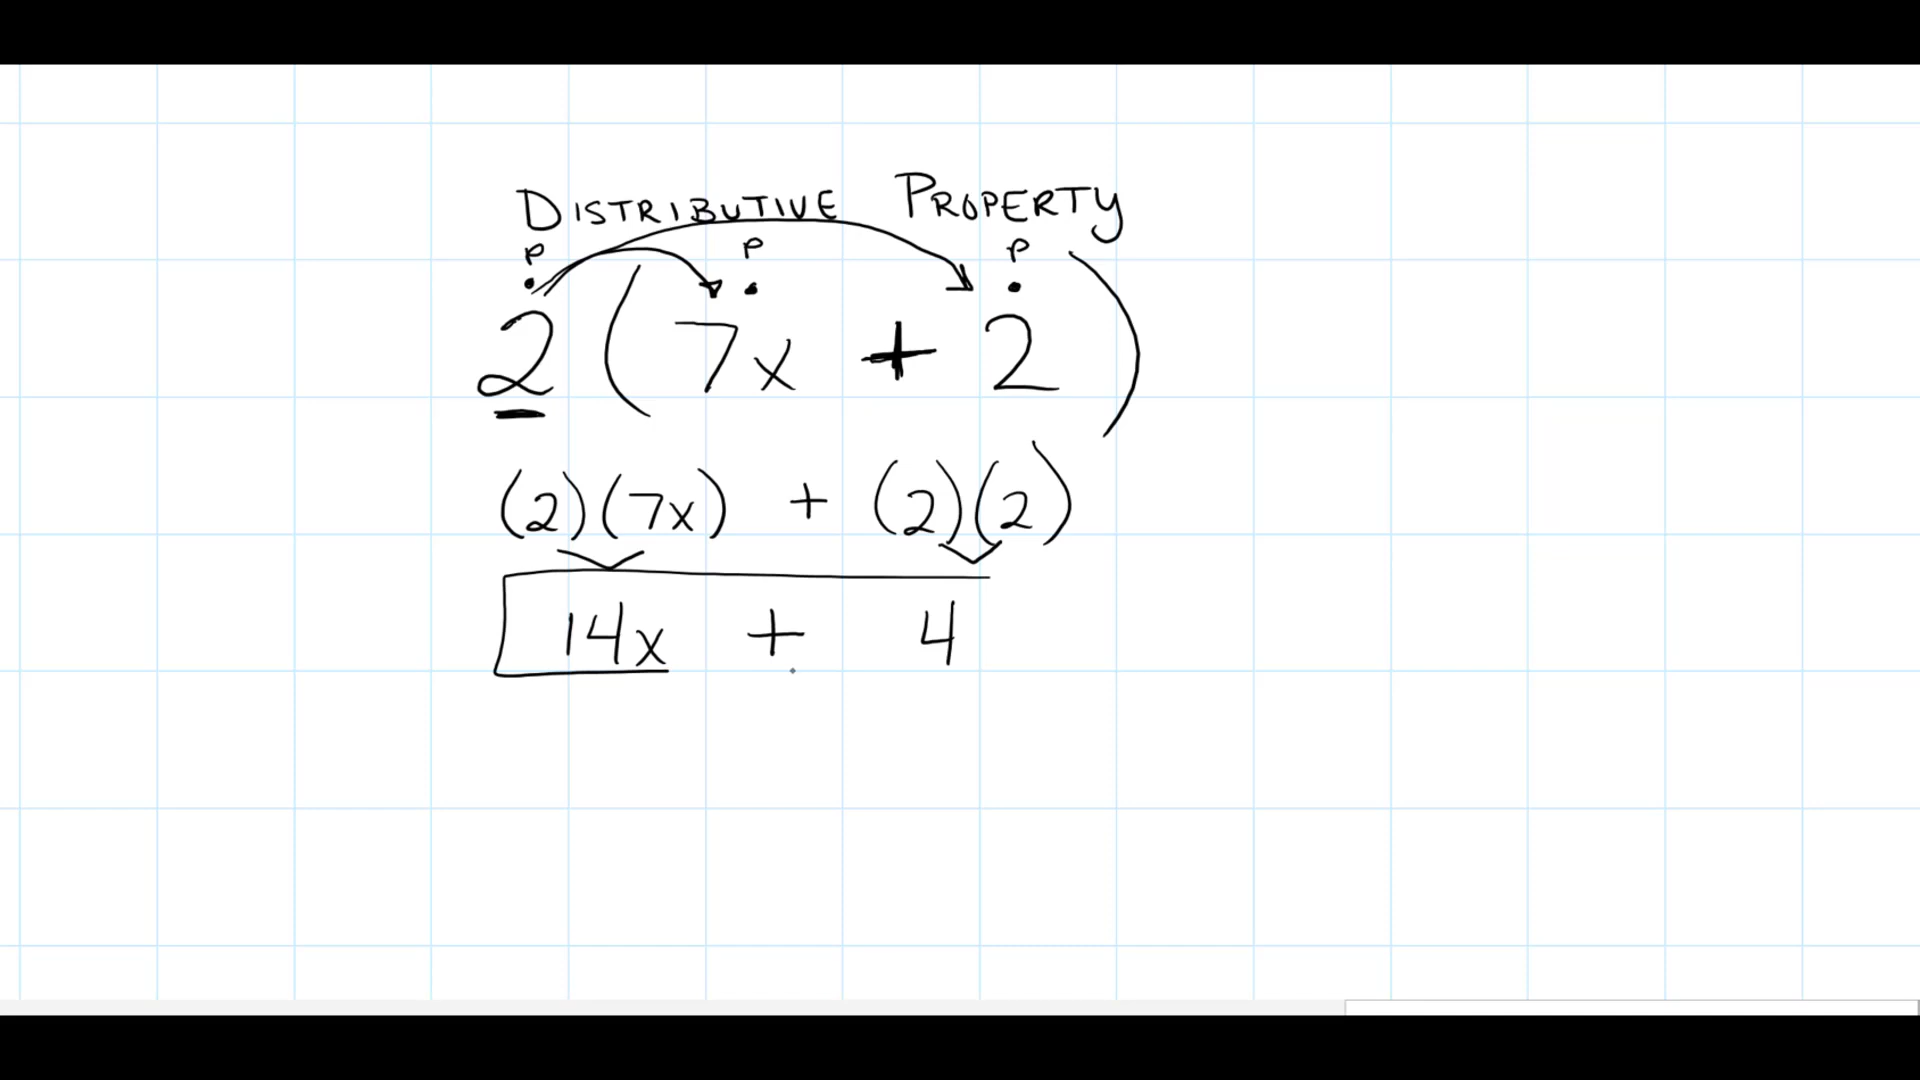 DISTRIBUTIVE PROPERTY
P P P
2 ( 7x + 2 )
(2)(7x) + (2)(2)
14x + 4